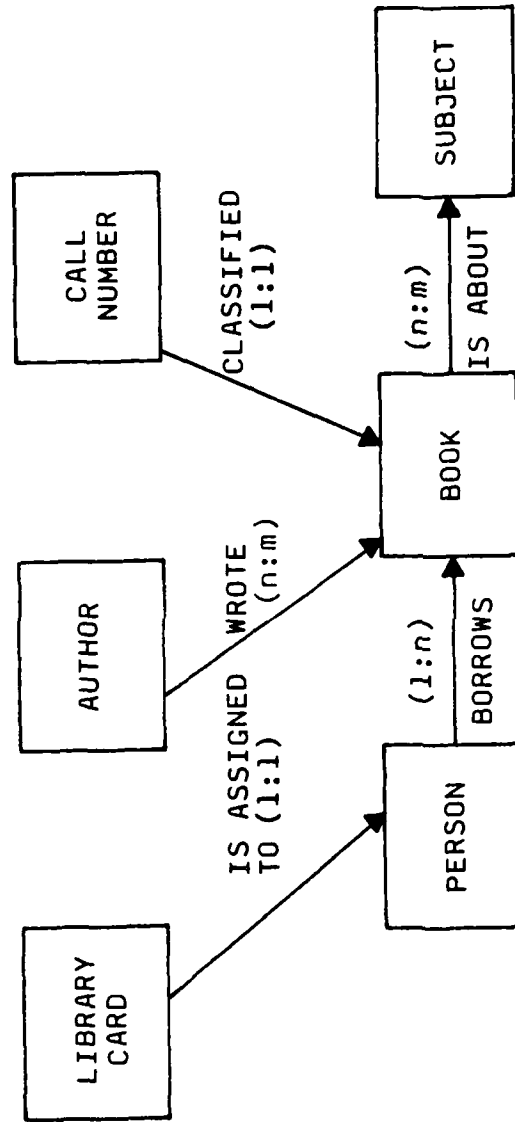 LIBRARY
CARD
AUTHOR
CALL
NUMBER
IS ASSIGNED
TO (1:1)
WROTE
(n:m)
CLASSIFIED
(1:1)
PERSON
(1:n)
BORROWS
BOOK
(n:m)
IS ABOUT
SUBJECT